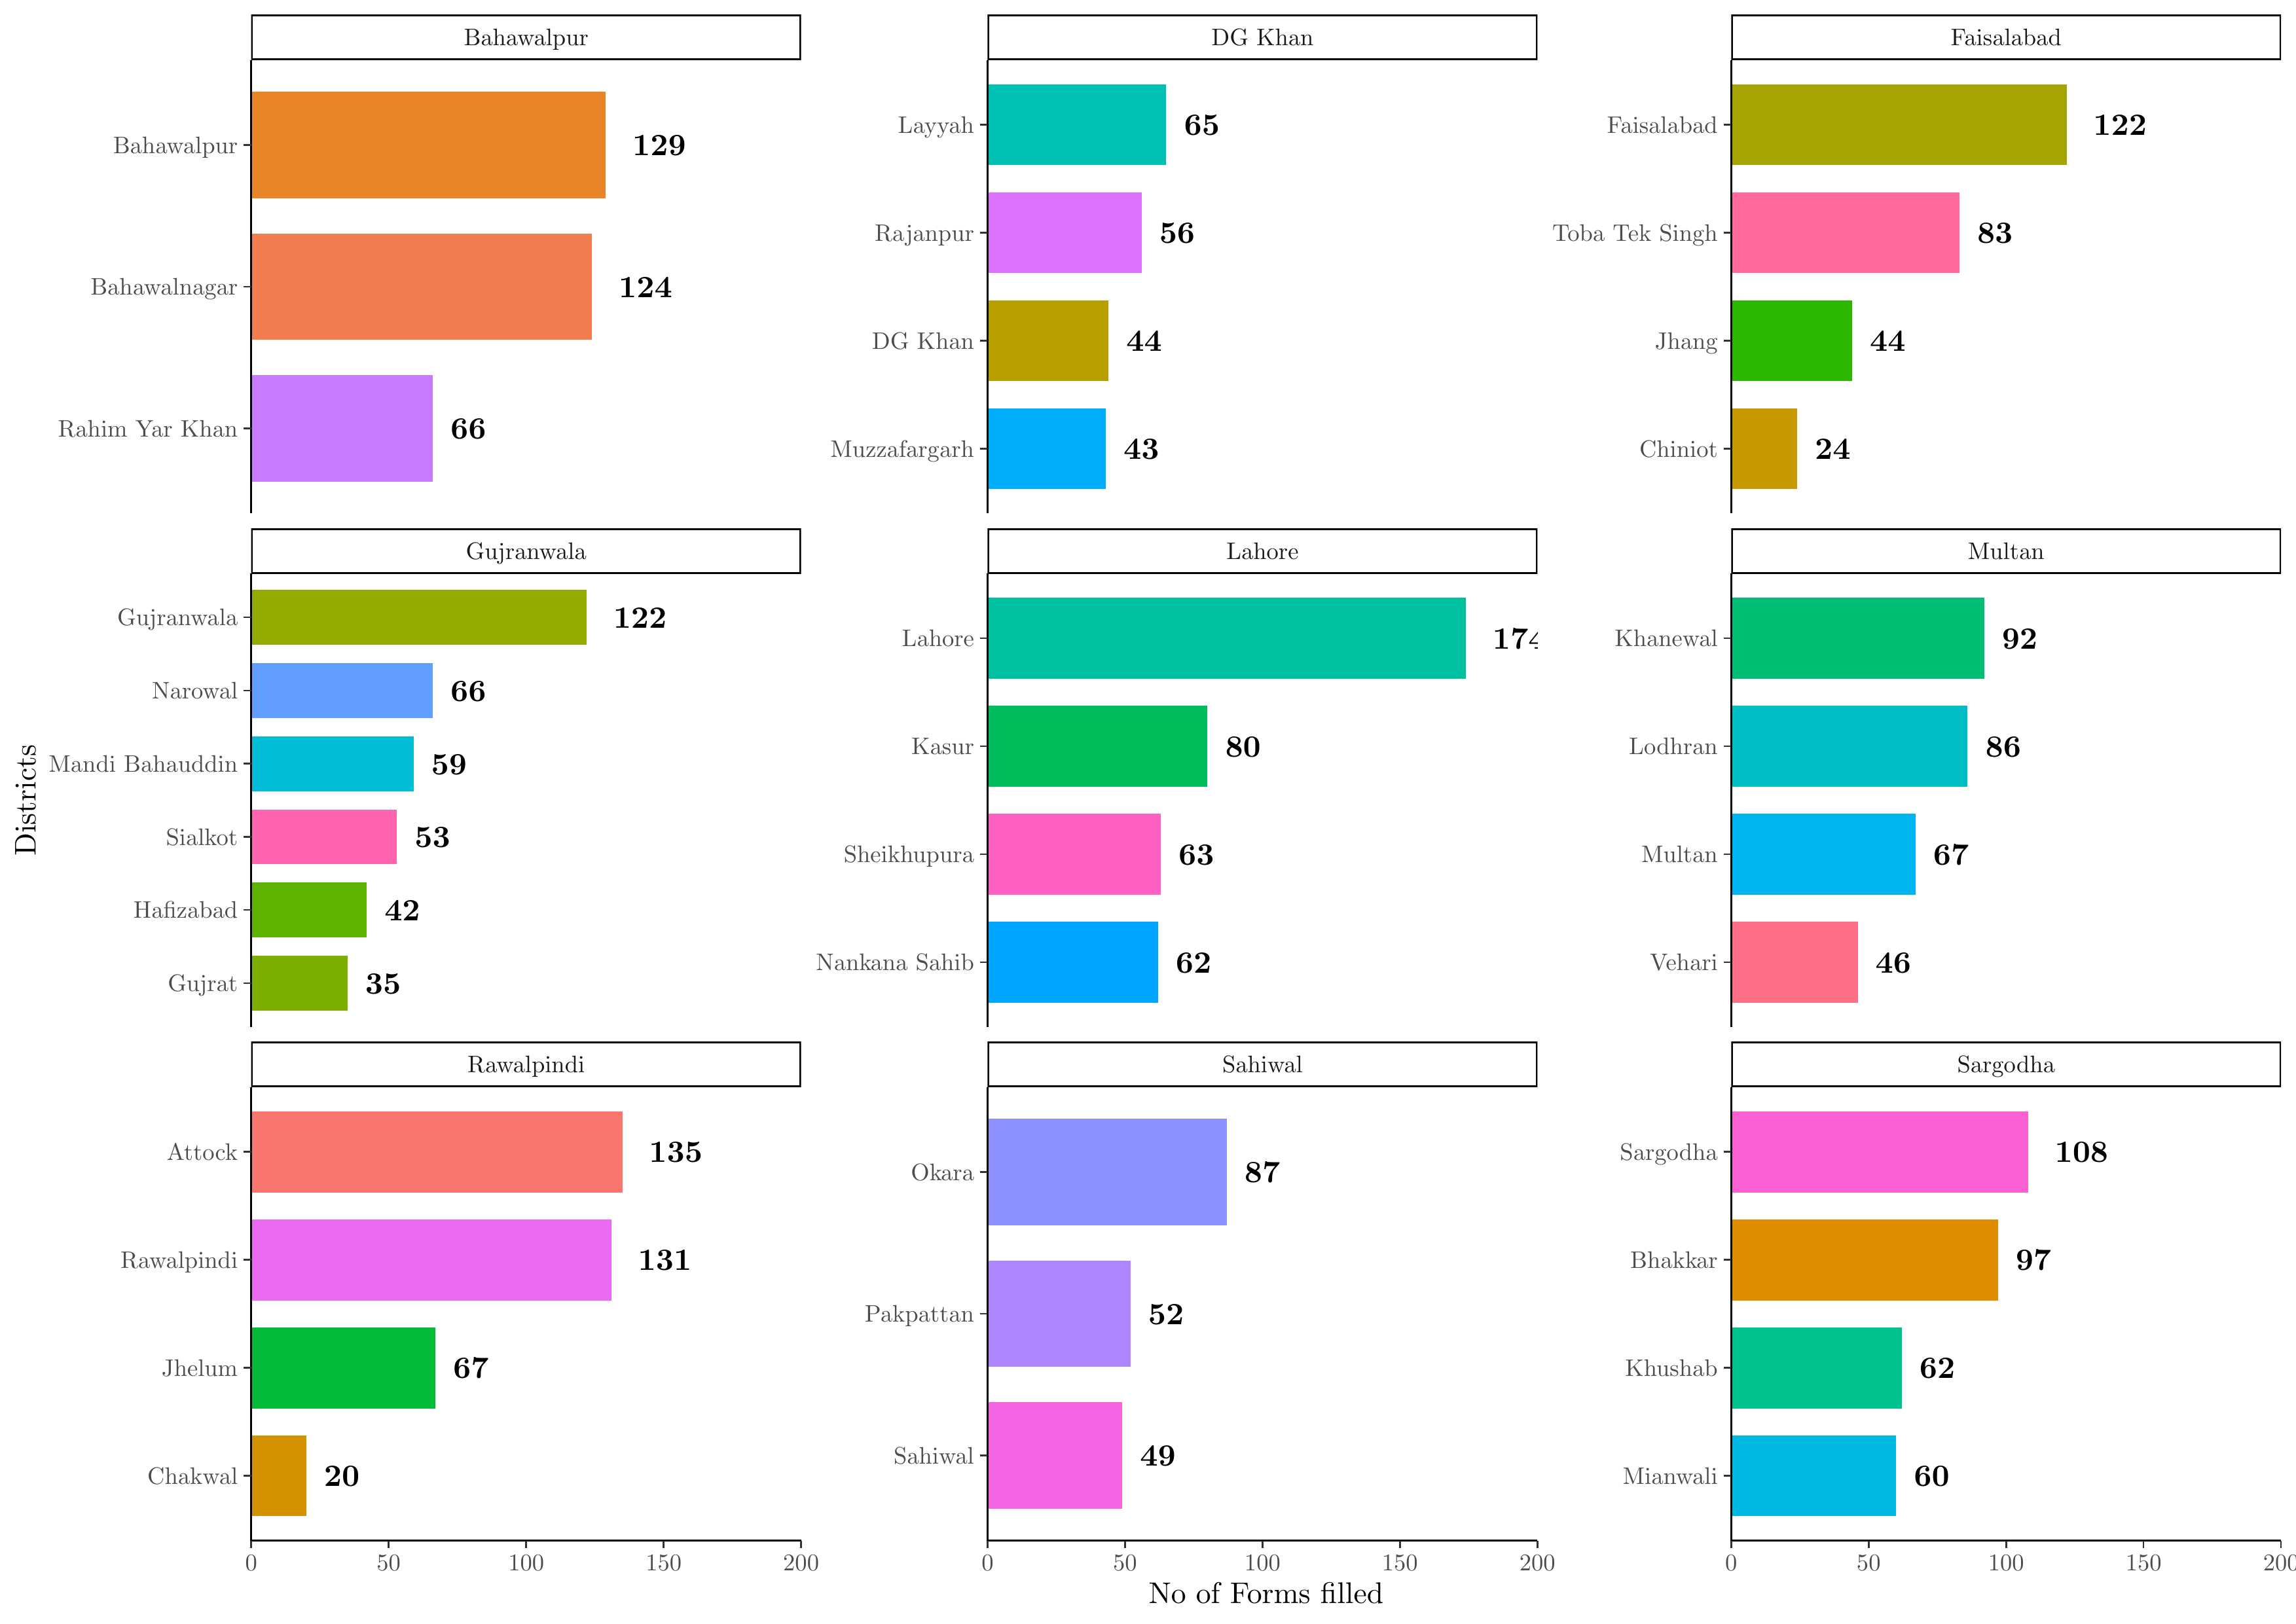 Bahawalpur
Bahawalpur 129
Bahawalnagar 124
Rahim Yar Khan 66
DG Khan
Layyah 65
Rajanpur 56
DG Khan 44
Muzzafargarh 43
Faisalabad
Faisalabad 122
Toba Tek Singh 83
Jhang 44
Chiniot 24
Gujranwala
Gujranwala 122
Narowal 66
Mandi Bahauddin 59
Sialkot 53
Hafizabad 42
Gujrat 35
Lahore
Lahore 174
Kasur 80
Sheikhupura 63
Nankana Sahib 62
Multan
Khanewal 92
Lodhran 86
Multan 67
Vehari 46
Rawalpindi
Attock 135
Rawalpindi 131
Jhelum 67
Chakwal 20
0 50 100 150 200
Sahiwal
Okara 87
Pakpattan 52
Sahiwal 49
0 50 100 150 200
Sargodha
Sargodha 108
Bhakkar 97
Khushab 62
Mianwali 60
0 50 100 150 200
Districts
No of Forms filled